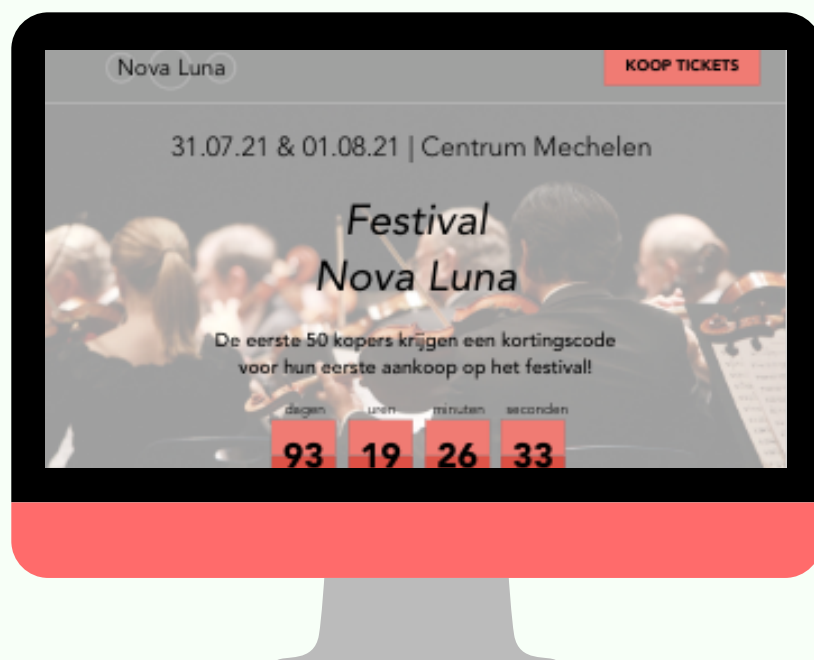 Nova Luna
KOOP TICKETS
31.07.21 & 01.08.21 | Centrum Mechelen
Festival
Nova Luna
De eerste 50 kopers krijgen een kortingscode
voor hun eerste aankoop op het festival!
dagen uren minuten seconden
93 19 26 33